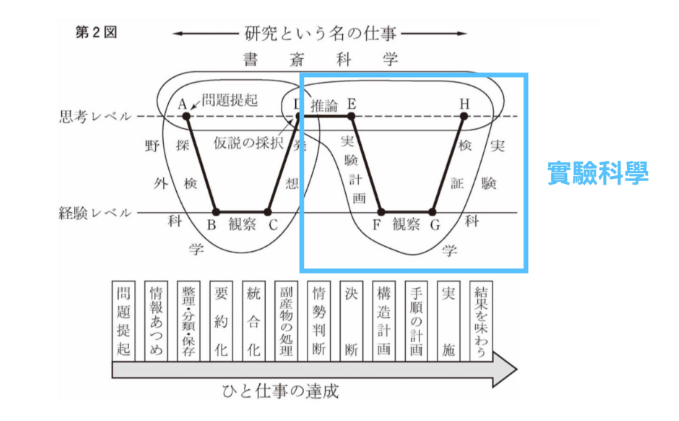 第2図
研究という名の仕事
書斎科学
思考レベル
A
問題提起
D
推論
E
H
仮説の採択
野外科学
探検
発想
実験計画
検証
実験科学
経験レベル
B
観察
C
F
観察
G
實驗科學
問題提起
情報あつめ
整理・分類・保存
要約化
統合化
副産物の処理
情勢判断
決断
構造計画
手順の計画
実施
結果を味わう
ひと仕事の達成